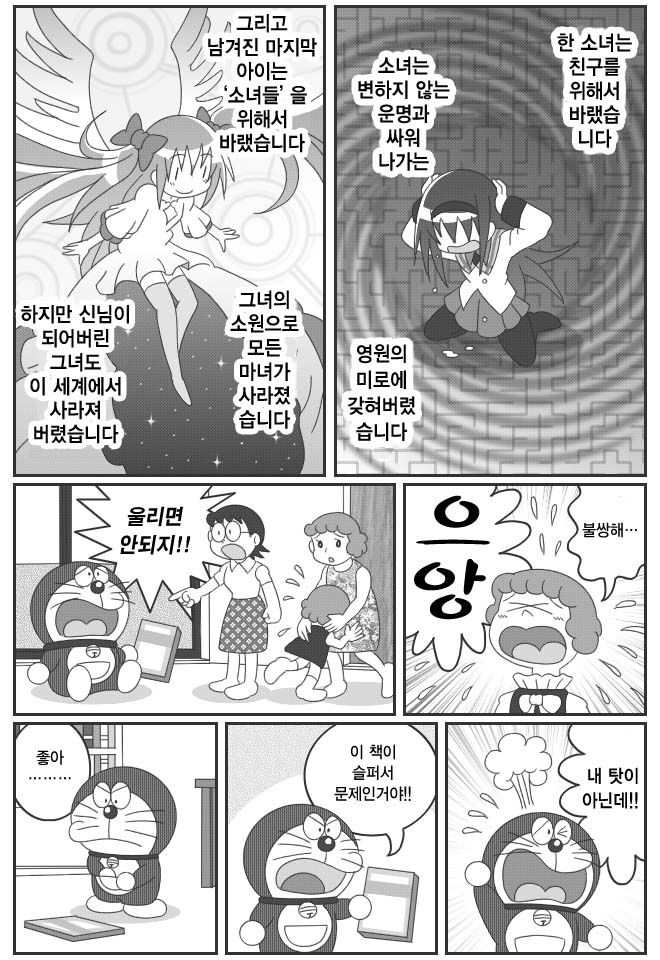 한 소녀는
친구를
위해서
바랬습
니다
소녀는
변하지 않는
운명과
싸워
나가는
영원의
미로에
갖혀버렸
습니다
그리고
남겨진 마지막
아이는
‘소녀들’ 을
위해서
바랬습니다
그녀의
소원으로
모든
마녀가
사라졌
습니다
하지만 신님이
되어버린
그녀도
이 세계에서
사라져
버렸습니다
불쌍해…
으앙
울리면
안되지!!
내 탓이
아닌데!!
이 책이
슬퍼서
문제인거야!!
좋아
………